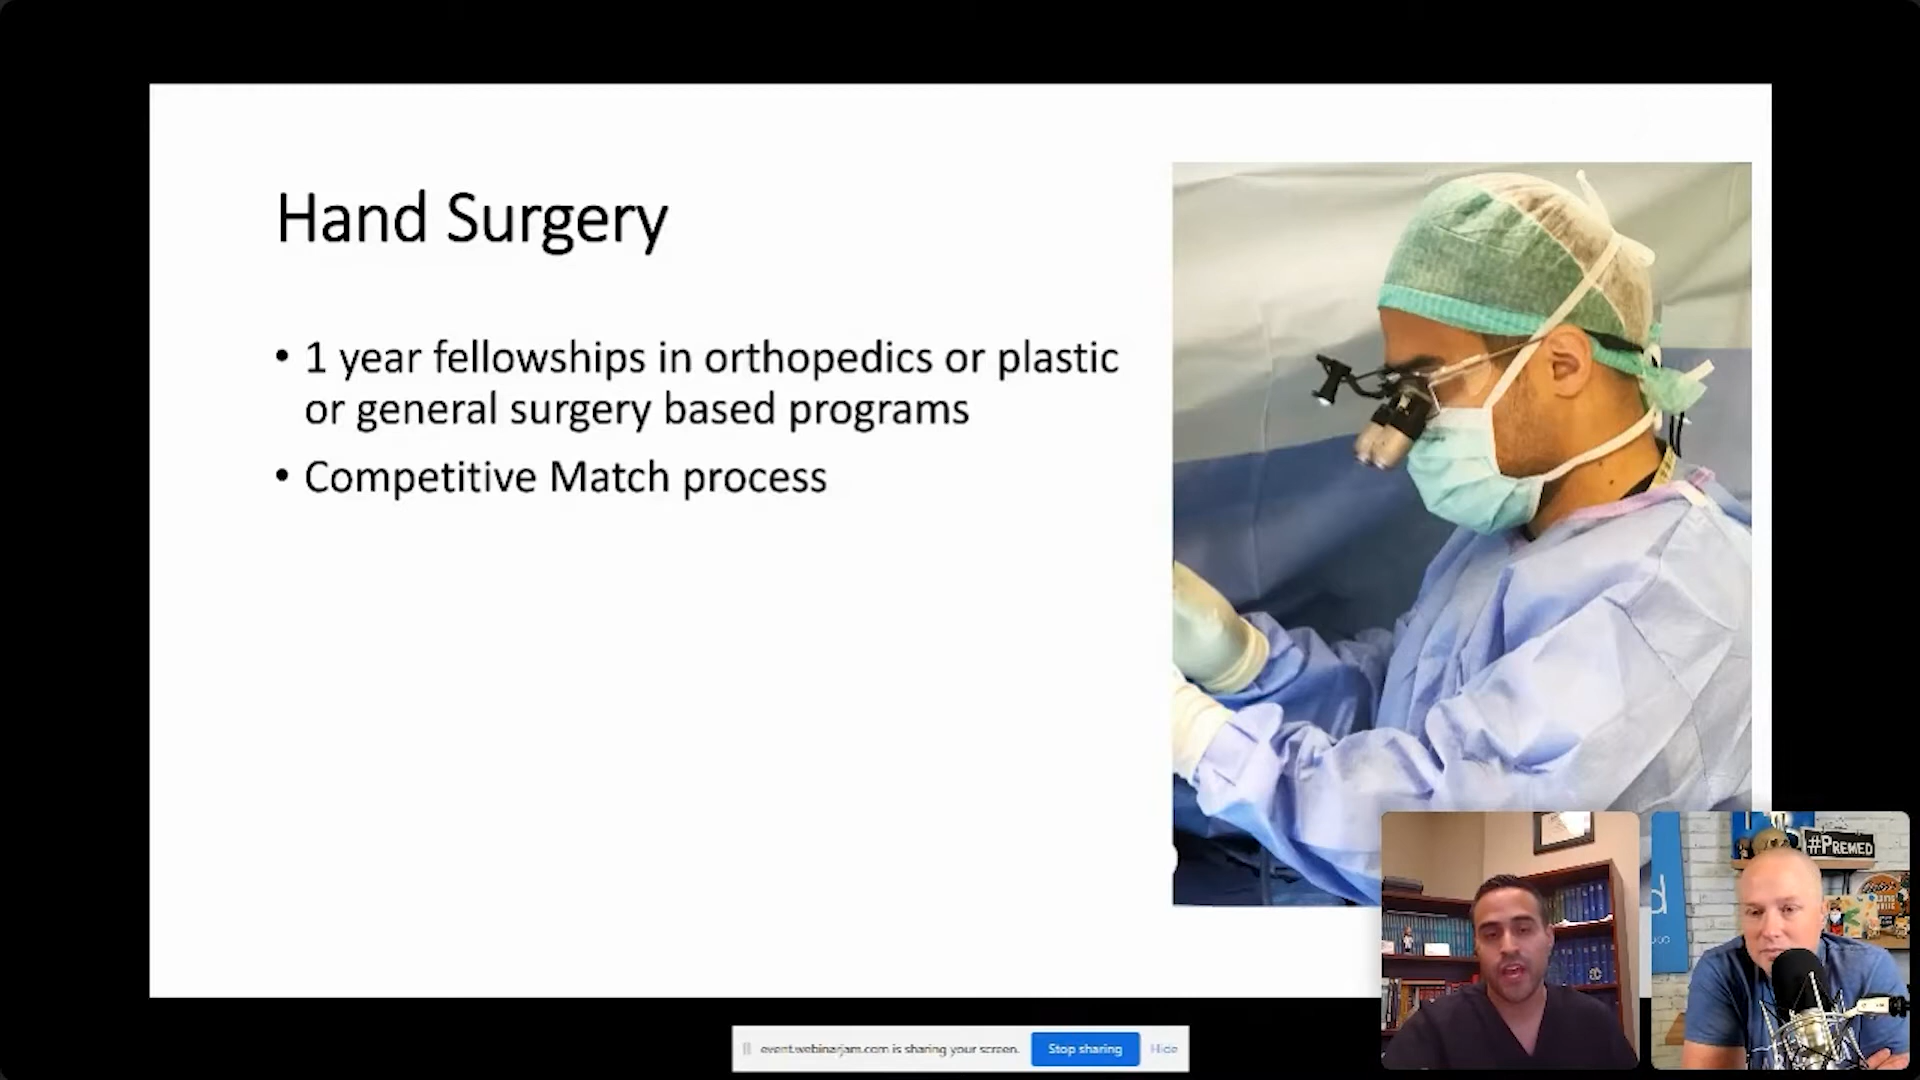 Hand Surgery
• 1 year fellowships in orthopedics or plastic
or general surgery based programs
• Competitive Match process
#PREMED
d
event.webinarjam.com is sharing your screen.
Stop sharing
Hide